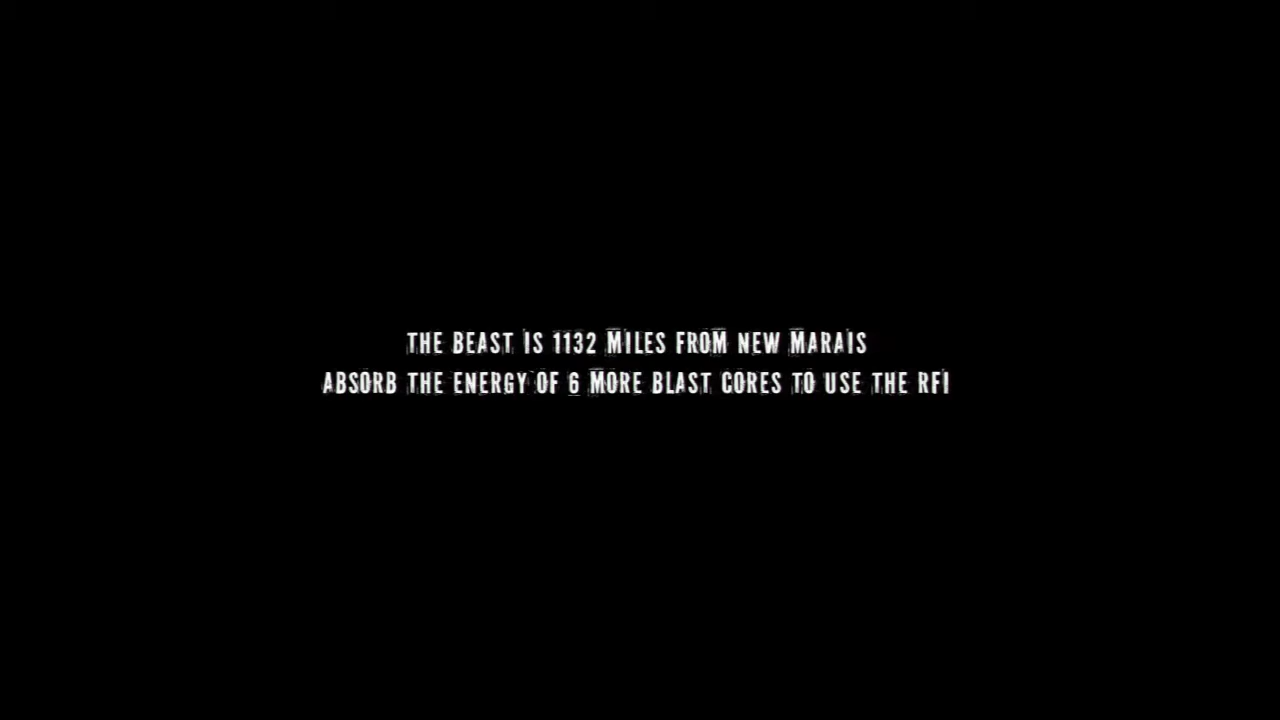 THE BEAST IS 1132 MILES FROM NEW MARAIS
ABSORB THE ENERGY OF 6 MORE BLAST CORES TO USE THE RFI